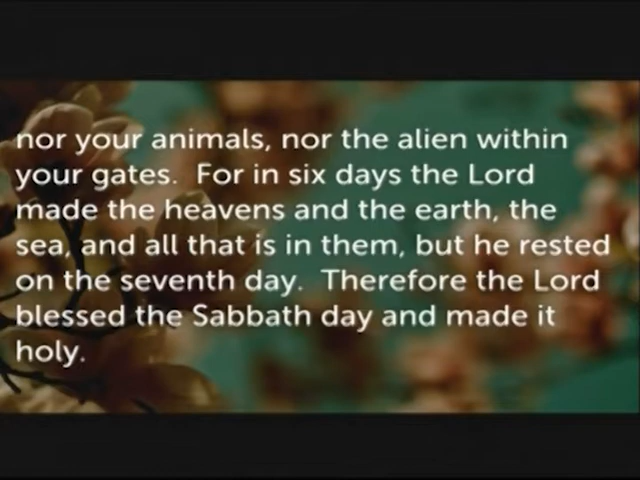 nor your animals, nor the alien within
your gates.  For in six days the Lord
made the heavens and the earth, the
sea, and all that is in them, but he rested
on the seventh day.  Therefore the Lord
blessed the Sabbath day and made it
holy.